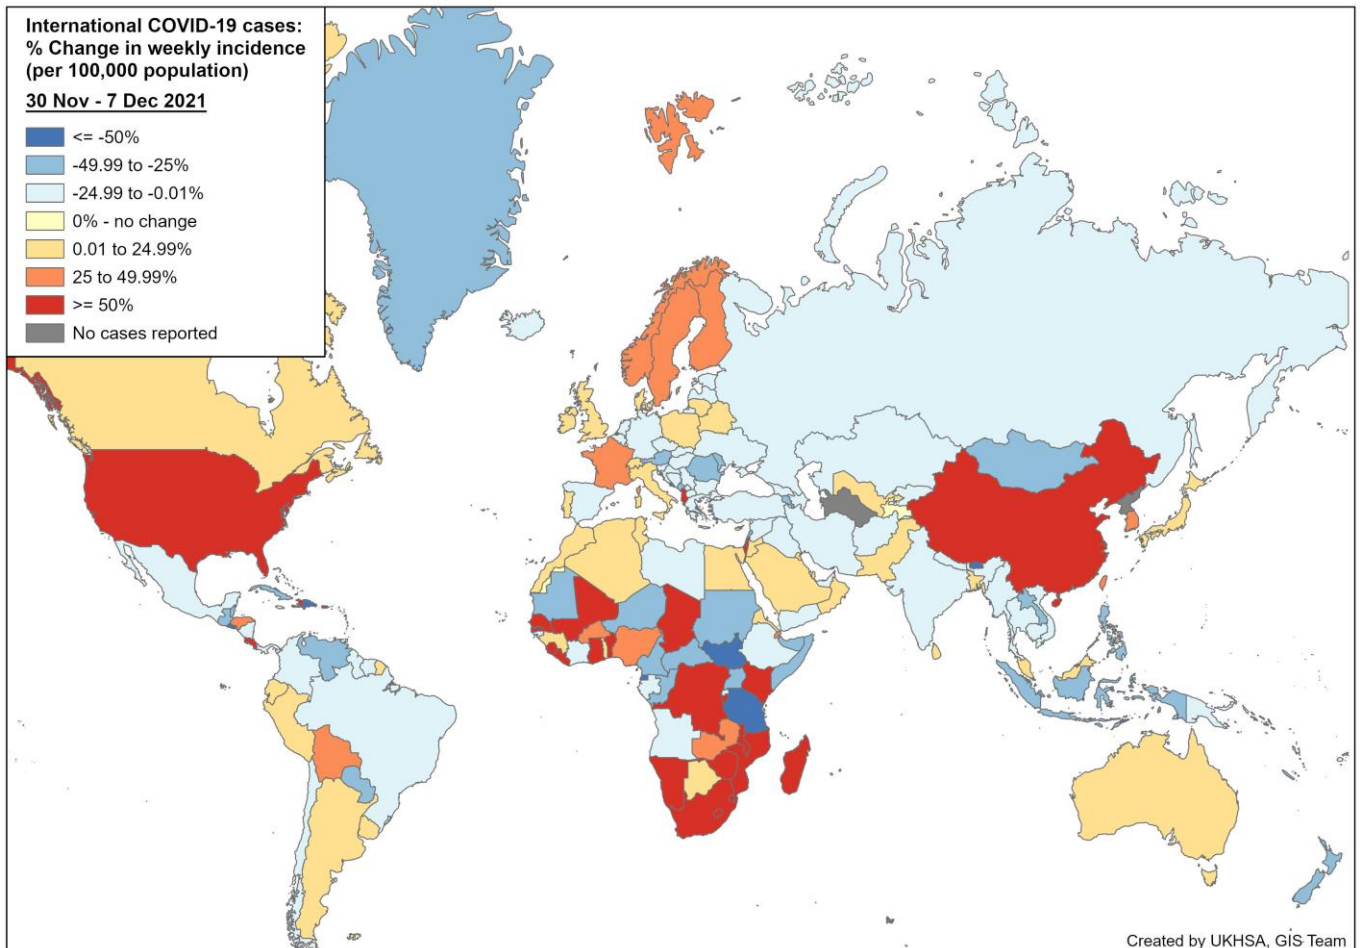 International COVID-19 cases:
% Change in weekly incidence
(per 100,000 population)
30 Nov - 7 Dec 2021
<= -50%
-49.99 to -25%
-24.99 to -0.01%
0% - no change
0.01 to 24.99%
25 to 49.99%
>= 50%
No cases reported
Created by UKHSA, GIS Team